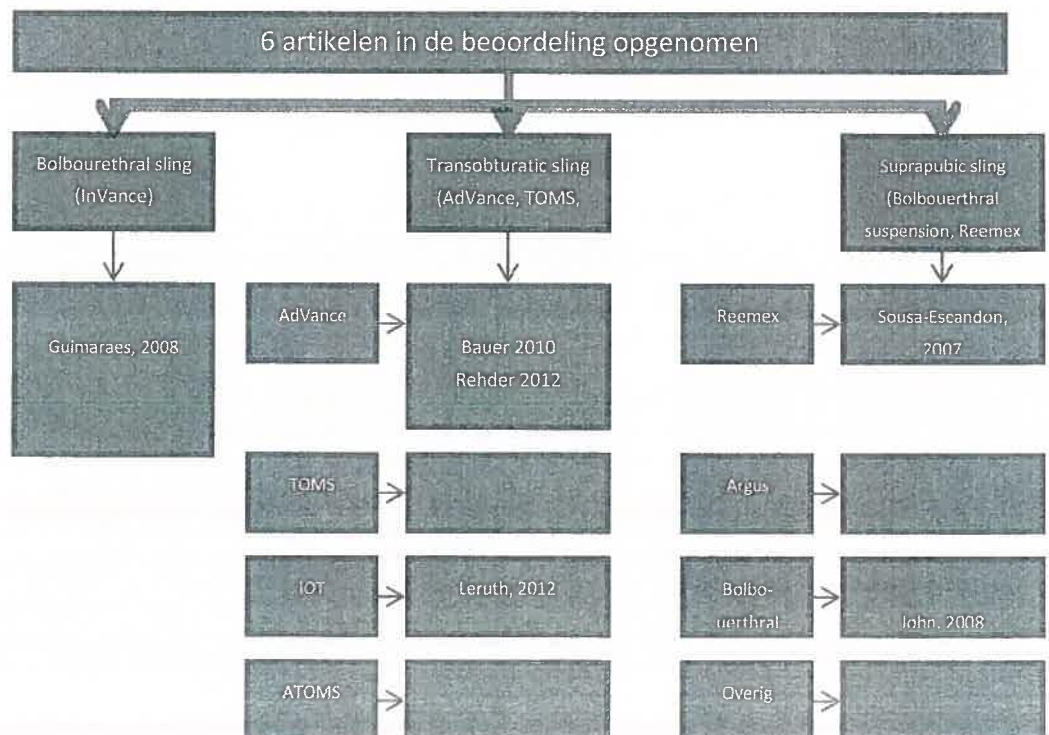 6 artikelen in de beoordeling opgenomen
Bolbourethral sling
(InVance)
Transobturatic sling
(AdVance, TOMS,
Suprapubic sling
(Bolbouerthral
suspension, Reemex
Guimaraes, 2008
AdVance
Bauer 2010
Rehder 2012
Reemex
Sousa-Escandon,
2007
TOMS
Argus
IOT
Leruth, 2012
Bolbo-
uerthral
John, 2008
ATOMS
Overig